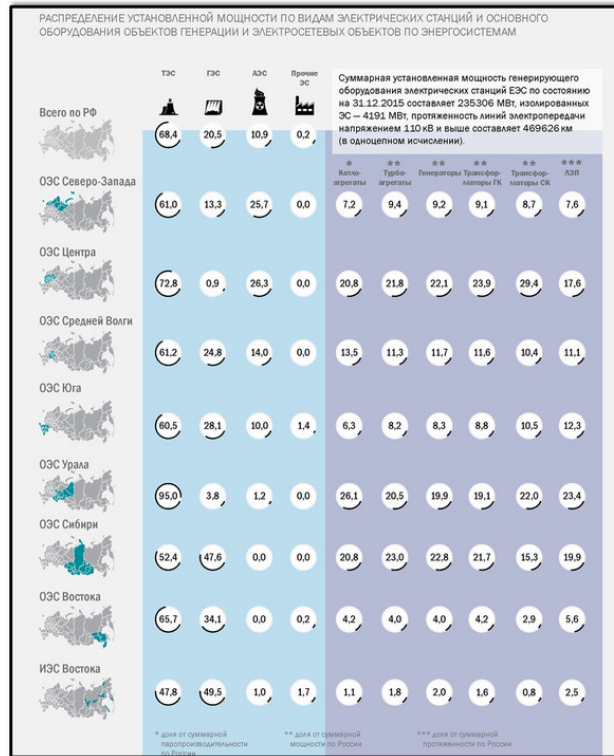 РАСПРЕДЕЛЕНИЕ УСТАНОВЛЕННОЙ МОЩНОСТИ ПО ВИДАМ ЭЛЕКТРИЧЕСКИХ СТАНЦИЙ И ОСНОВНОГО
ОБОРУДОВАНИЯ ОБЪЕКТОВ ГЕНЕРАЦИИ И ЭЛЕКТРОСЕТЕВЫХ ОБЪЕКТОВ ПО ЭНЕРГОСИСТЕМАМ
ТЭС ГЭС АЭС Прочие ЭС
Суммарная установленная мощность генерирующего
оборудования электрических станций ЕЭС по состоянию
на 31.12.2015 составляет 235306 МВт, изолированных
ЭС — 4191 МВт, протяженность линий электропередачи
напряжением 110 кВ и выше составляет 469626 км
(в одноцепном исчислении).
Всего по РФ
68,4 20,5 10,9 0,2
* ** ** ** ** ***
Котло- Турбо- Генераторы Трансфор- Трансфор- ЛЭП
агрегаты агрегаты маторы ГК маторы СК
ОЭС Северо-Запада
61,0 13,3 25,7 0,0 7,2 9,4 9,2 9,1 8,7 7,6
ОЭС Центра
72,8 0,9 26,3 0,0 20,8 21,8 22,1 23,9 29,4 17,6
ОЭС Средней Волги
61,2 24,8 14,0 0,0 13,5 11,3 11,7 11,6 10,4 11,1
ОЭС Юга
60,5 28,1 10,0 1,4 6,3 8,2 8,3 8,8 10,5 12,3
ОЭС Урала
95,0 3,8 1,2 0,0 26,1 20,5 19,9 19,1 22,0 23,4
ОЭС Сибири
52,4 47,6 0,0 0,0 20,8 23,0 22,8 21,7 15,3 19,9
ОЭС Востока
65,7 34,1 0,0 0,2 4,2 4,0 4,0 4,2 2,9 5,6
ИЭС Востока
47,8 49,5 1,0 1,7 1,1 1,8 2,0 1,6 0,8 2,5
* доля от суммарной
паропроизводительности
по России
** доля от суммарной
мощности по России
*** доля от суммарной
протяженности по России